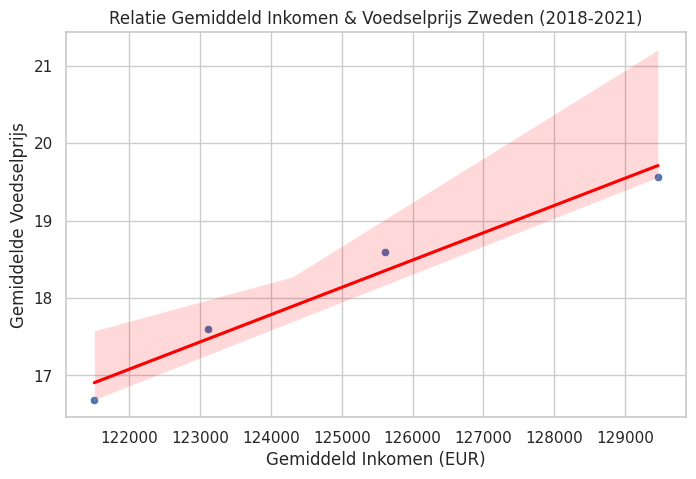 Relatie Gemiddeld Inkomen & Voedselprijs Zweden (2018-2021)
Gemiddelde Voedselprijs
21
20
19
18
17
122000 123000 124000 125000 126000 127000 128000 129000
Gemiddeld Inkomen (EUR)